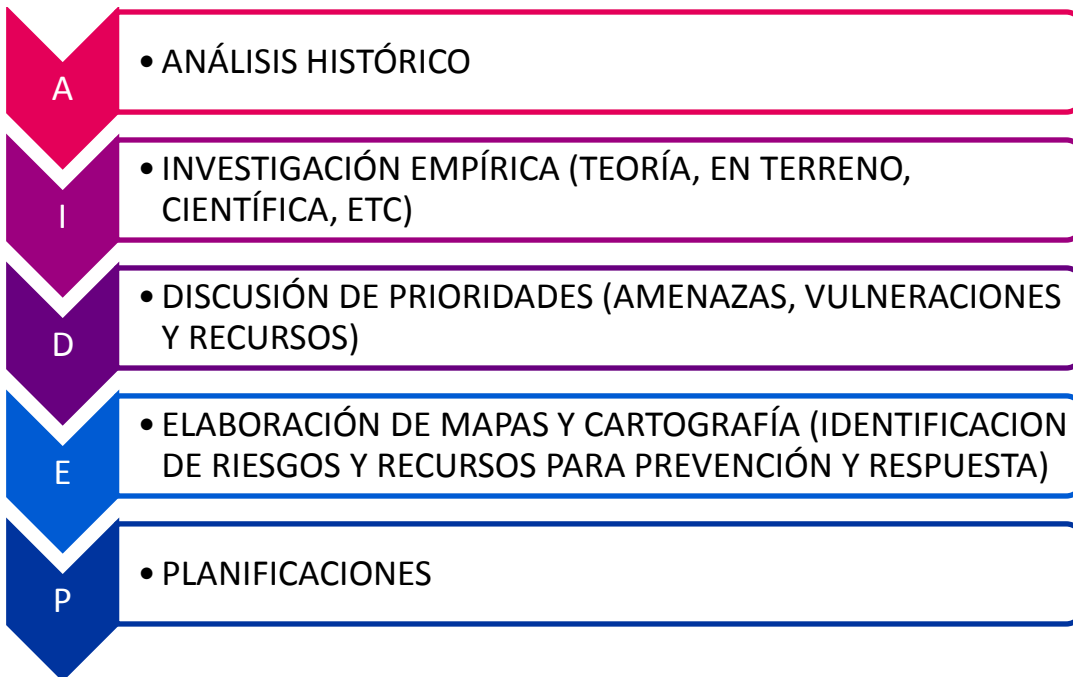 A
• ANÁLISIS HISTÓRICO
I
• INVESTIGACIÓN EMPÍRICA (TEORÍA, EN TERRENO,
CIENTÍFICA, ETC)
D
• DISCUSIÓN DE PRIORIDADES (AMENAZAS, VULNERACIONES
Y RECURSOS)
E
• ELABORACIÓN DE MAPAS Y CARTOGRAFÍA (IDENTIFICACION
DE RIESGOS Y RECURSOS PARA PREVENCIÓN Y RESPUESTA)
P
• PLANIFICACIONES